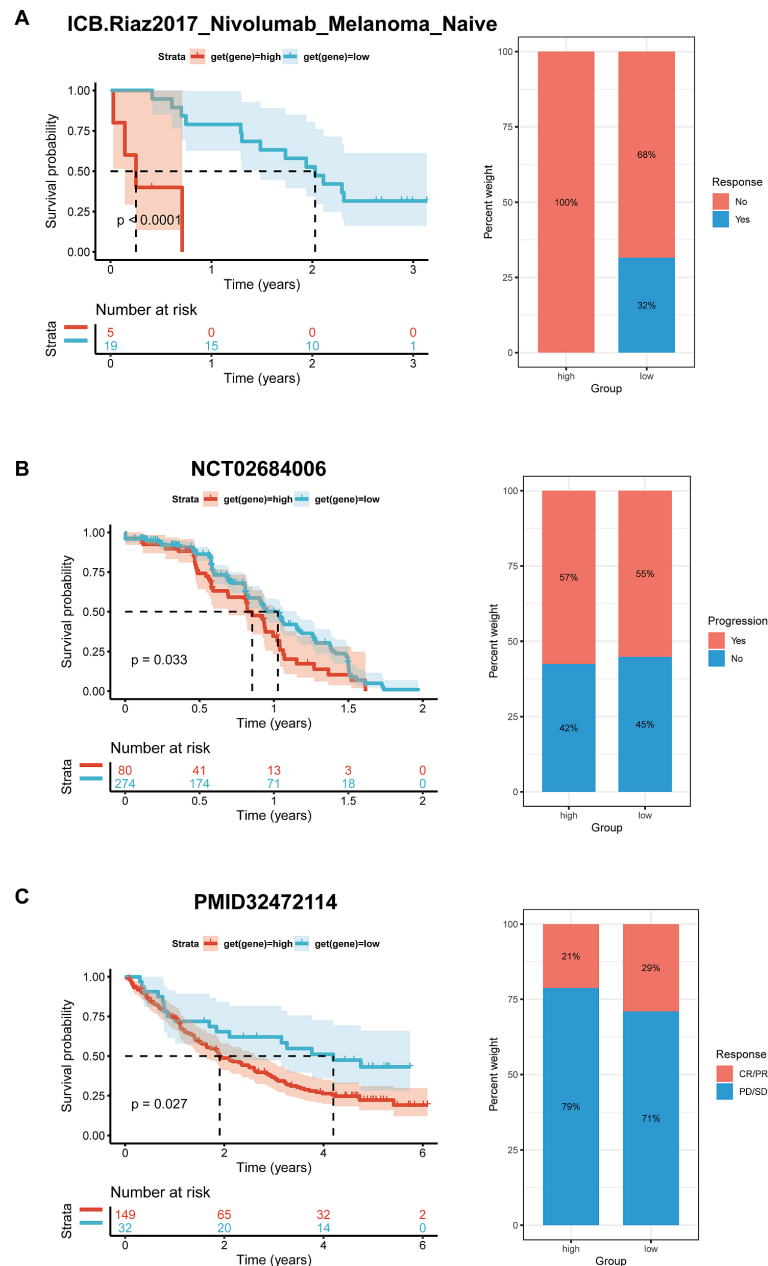 A
ICB.Riaz2017_Nivolumab_Melanoma_Naive
Strata get(gene)=high get(gene)=low
Survival probability
1.00
0.75
0.50
0.25
0.00
p < 0.0001
0 1 2 3
Time (years)
Number at risk
Strata
5 0 0 0
19 15 10 1
0 1 2 3
Time (years)
Percent weight
100
75
50
25
0
100%
68%
32%
high low
Group
Response
No
Yes
B
NCT02684006
Strata get(gene)=high get(gene)=low
Survival probability
1.00
0.75
0.50
0.25
0.00
p = 0.033
0 0.5 1 1.5 2
Time (years)
Number at risk
Strata
80 41 13 3 0
274 174 71 18 0
0 0.5 1 1.5 2
Time (years)
Percent weight
100
75
50
25
0
57%
55%
42%
45%
high low
Group
Progression
Yes
No
C
PMID32472114
Strata get(gene)=high get(gene)=low
Survival probability
1.00
0.75
0.50
0.25
0.00
p = 0.027
0 2 4 6
Time (years)
Number at risk
Strata
149 65 32 2
32 20 14 0
0 2 4 6
Time (years)
Percent weight
100
75
50
25
0
21%
29%
79%
71%
high low
Group
Response
CR/PR
PD/SD